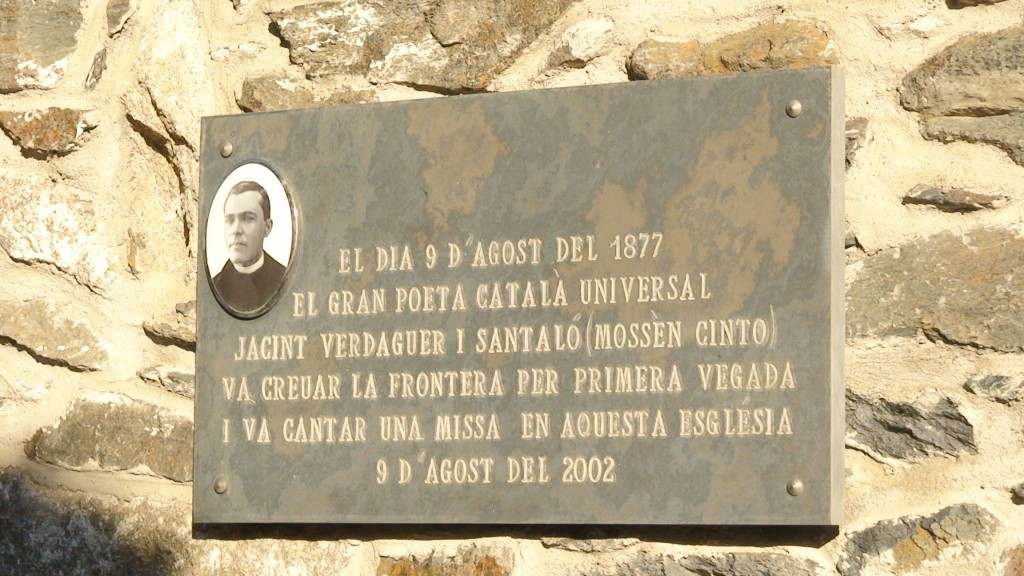 EL DIA 9 D'AGOST DEL 1877
EL GRAN POETA CATALÀ UNIVERSAL
JACINT VERDAGUER I SANTALÓ (MOSSÈN CINTO)
VA CREUAR LA FRONTERA PER PRIMERA VEGADA
I VA CANTAR UNA MISSA EN AQUESTA ESGLÉSIA
9 D'AGOST DEL 2002